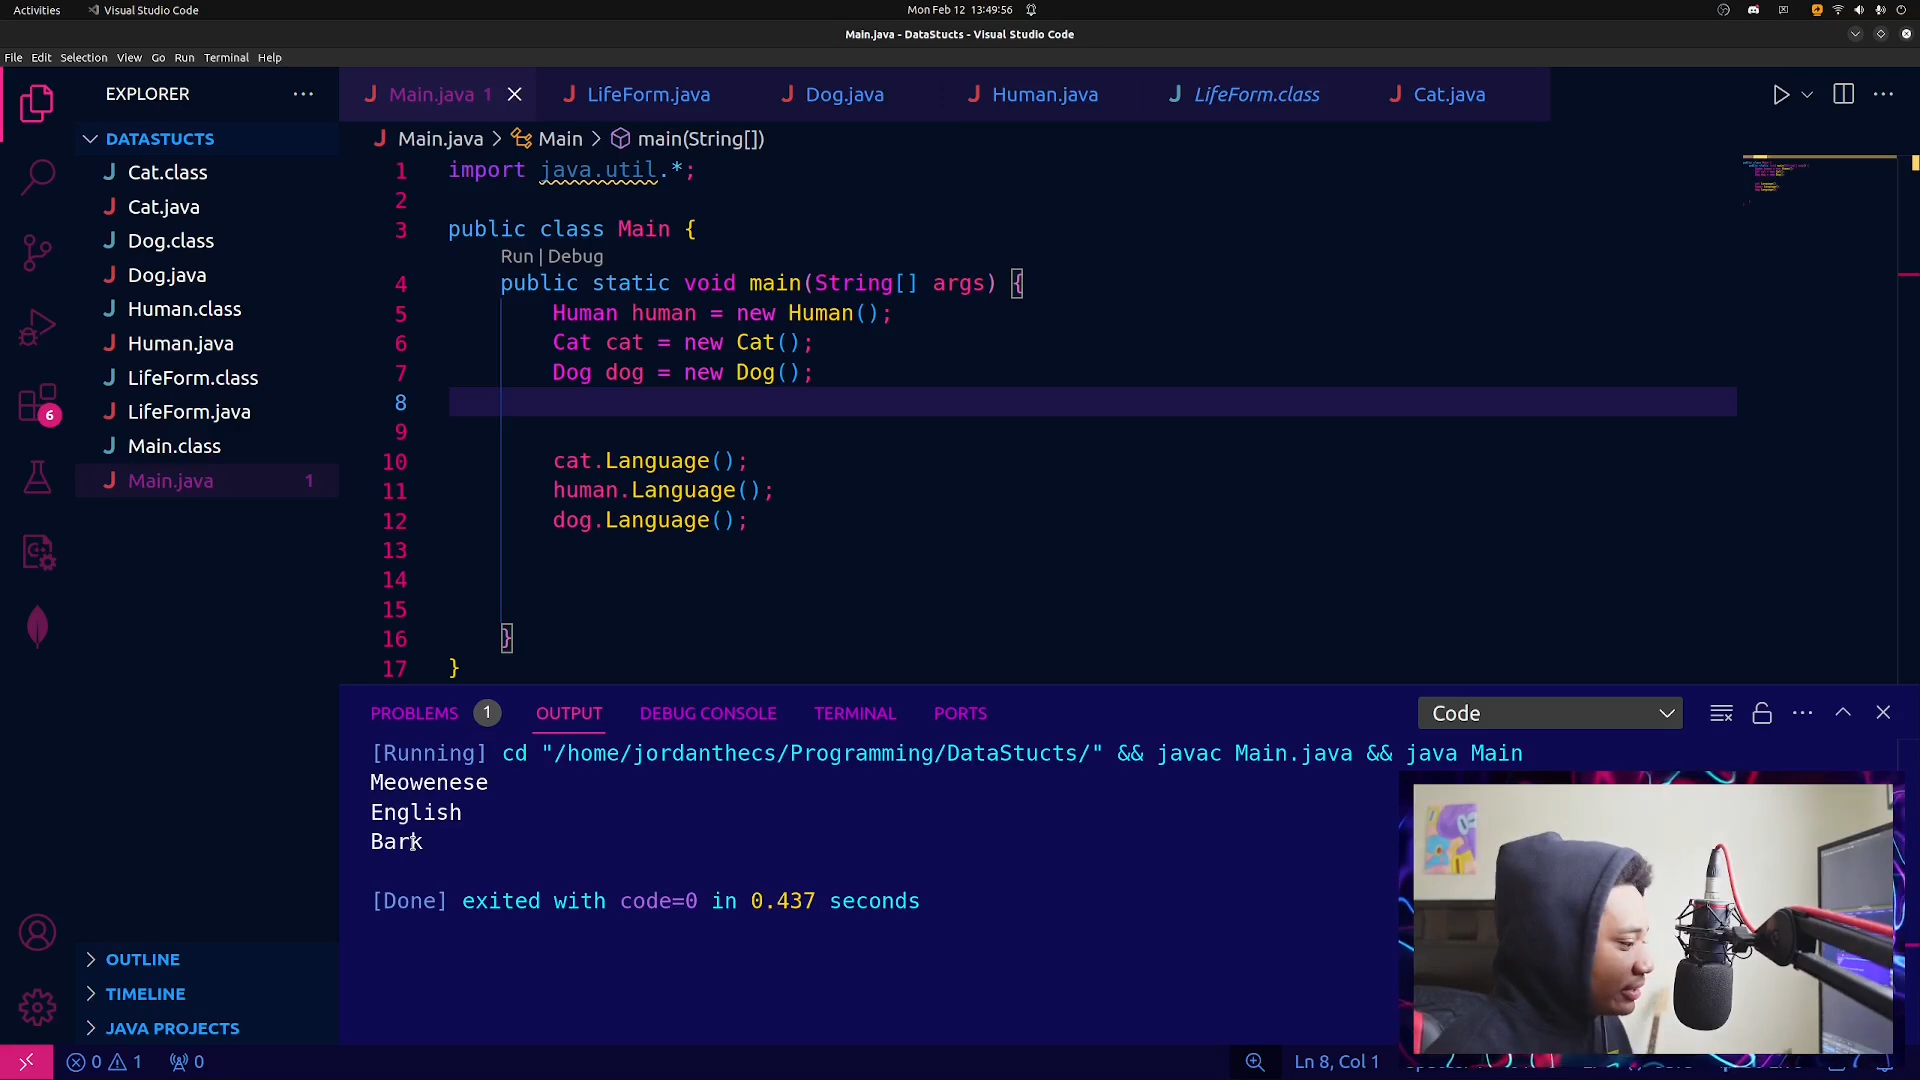 Activities Visual Studio Code Mon Feb 12 13:49:56
Main.java - DataStucts - Visual Studio Code
File Edit Selection View Go Run Terminal Help
EXPLORER
DATASTUCTS
J Cat.class
J Cat.java
J Dog.class
J Dog.java
J Human.class
J Human.java
J LifeForm.class
J LifeForm.java
J Main.class
J Main.java 1
6
OUTLINE
TIMELINE
JAVA PROJECTS
J Main.java 1 J LifeForm.java J Dog.java J Human.java J LifeForm.class J Cat.java
J Main.java > Main > main(String[])
1 import java.util.*;
2
3 public class Main {
Run | Debug
4 public static void main(String[] args) {
5 Human human = new Human();
6 Cat cat = new Cat();
7 Dog dog = new Dog();
8
9
10 cat.Language();
11 human.Language();
12 dog.Language();
13
14
15
16 }
17 }
PROBLEMS 1 OUTPUT DEBUG CONSOLE TERMINAL PORTS Code
[Running] cd "/home/jordanthecs/Programming/DataStucts/" && javac Main.java && java Main
Meowenese
English
Bark
[Done] exited with code=0 in 0.437 seconds
0 1 0 Ln 8, Col 1